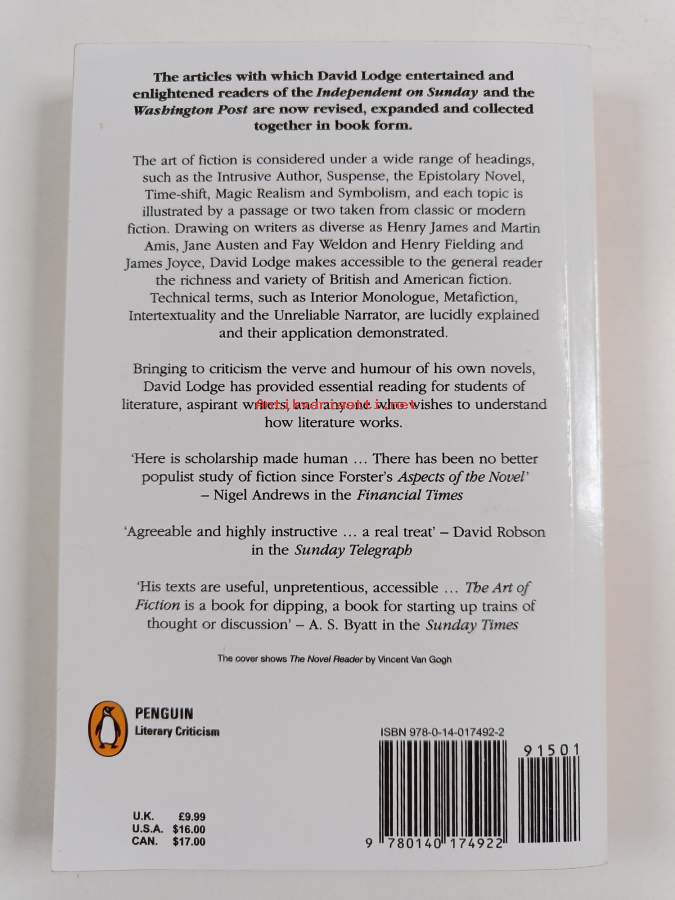 The articles with which David Lodge entertained and
enlightened readers of the Independent on Sunday and the
Washington Post are now revised, expanded and collected
together in book form.
The art of fiction is considered under a wide range of headings,
such as the Intrusive Author, Suspense, the Epistolary Novel,
Time-shift, Magic Realism and Symbolism, and each topic is
illustrated by a passage or two taken from classic or modern
fiction. Drawing on writers as diverse as Henry James and Martin
Amis, Jane Austen and Fay Weldon and Henry Fielding and
James Joyce, David Lodge makes accessible to the general reader
the richness and variety of British and American fiction.
Technical terms, such as Interior Monologue, Metafiction,
Intertextuality and the Unreliable Narrator, are lucidly explained
and their application demonstrated.
Bringing to criticism the verve and humour of his own novels,
David Lodge has provided essential reading for students of
literature, aspirant writers, and anyone who wishes to understand
antikvariaatti.net
how literature works.
‘Here is scholarship made human … There has been no better
populist study of fiction since Forster’s Aspects of the Novel’
– Nigel Andrews in the Financial Times
‘Agreeable and highly instructive … a real treat’ – David Robson
in the Sunday Telegraph
‘His texts are useful, unpretentious, accessible … The Art of
Fiction is a book for dipping, a book for starting up trains of
thought or discussion’ – A. S. Byatt in the Sunday Times
The cover shows The Novel Reader by Vincent Van Gogh
PENGUIN
Literary Criticism
ISBN 978-0-14-017492-2
91501
9 780140 174922
U.K. £9.99
U.S.A. $16.00
CAN. $17.00